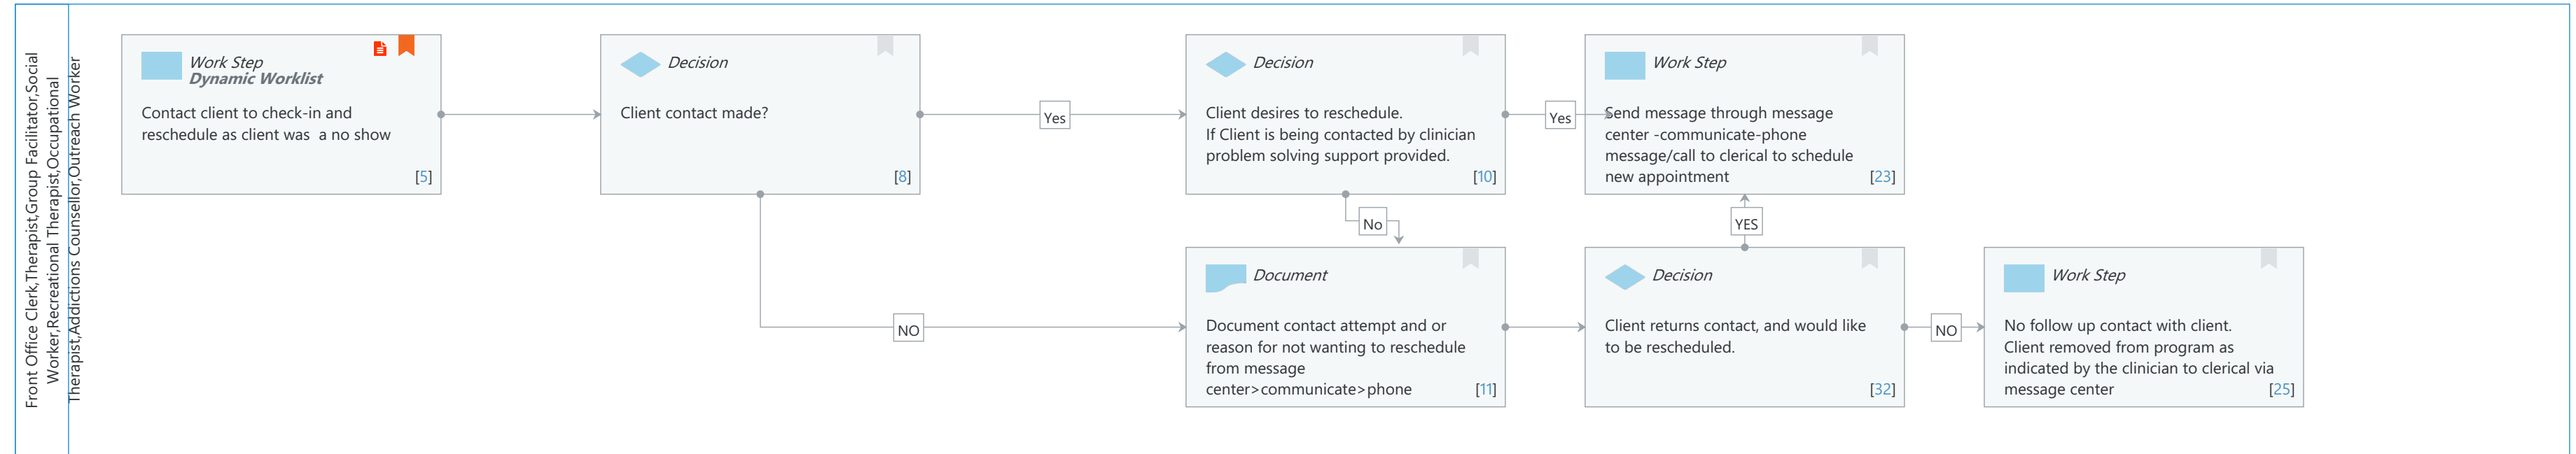 Front Office Clerk,Therapist,Group Facilitator,Social
Worker,Recreational Therapist,Occupational
Therapist,Addictions Counsellor,Outreach Worker
Work Step
Dynamic Worklist
Contact client to check-in and
reschedule as client was  a no show
[5]
Decision
Client contact made?
[8]
Yes
Decision
Client desires to reschedule.
If Client is being contacted by clinician
problem solving support provided.
[10]
Yes
Work Step
Send message through message
center -communicate-phone
message/call to clerical to schedule
new appointment
[23]
No
YES
NO
Document
Document contact attempt and or
reason for not wanting to reschedule
from message
center>communicate>phone
[11]
Decision
Client returns contact, and would like
to be rescheduled.
[32]
NO
Work Step
No follow up contact with client.
Client removed from program as
indicated by the clinician to clerical via
message center
[25]